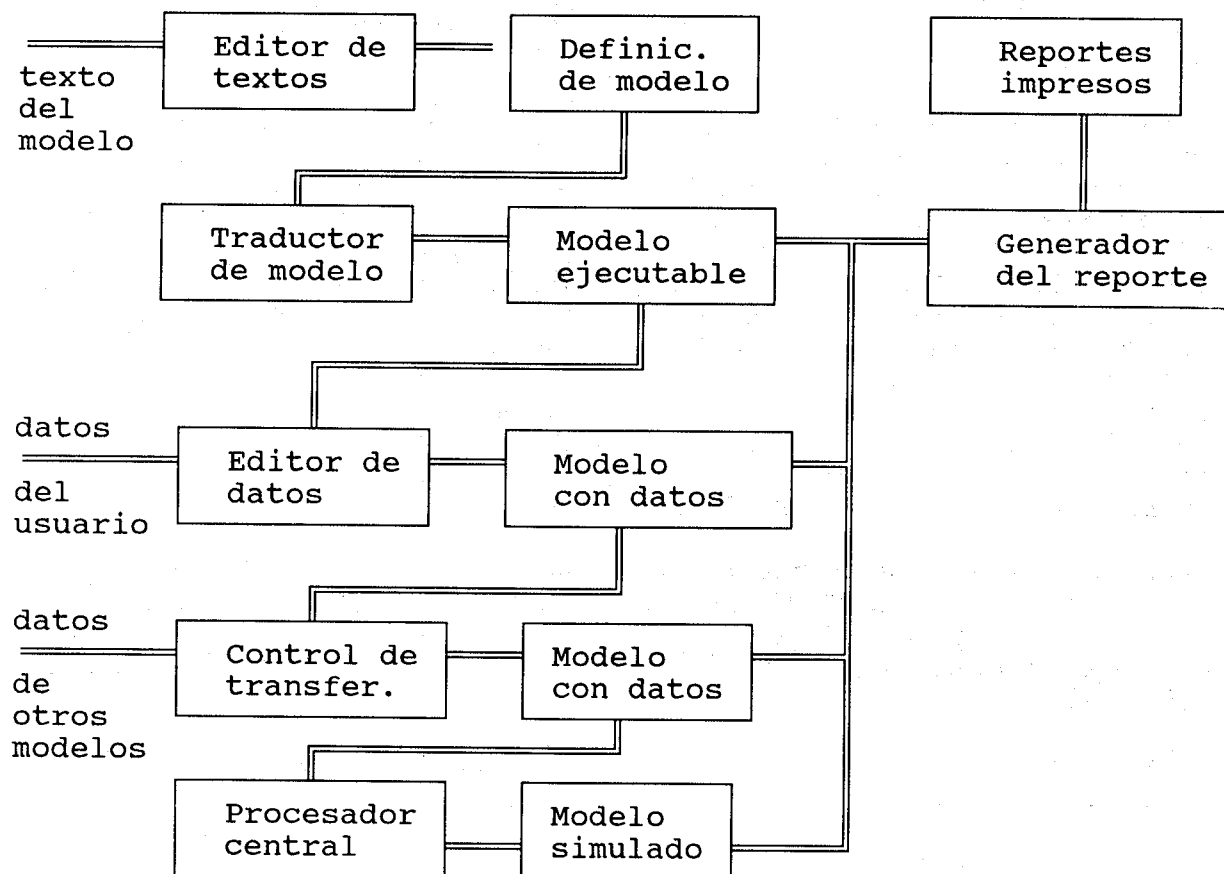 Editor de
textos
Definic.
de modelo
Reportes
impresos
texto
del
modelo
Traductor
de modelo
Modelo
ejecutable
Generador
del reporte
datos
del
usuario
Editor de
datos
Modelo
con datos
datos
de
otros
modelos
Control de
transfer.
Modelo
con datos
Procesador
central
Modelo
simulado